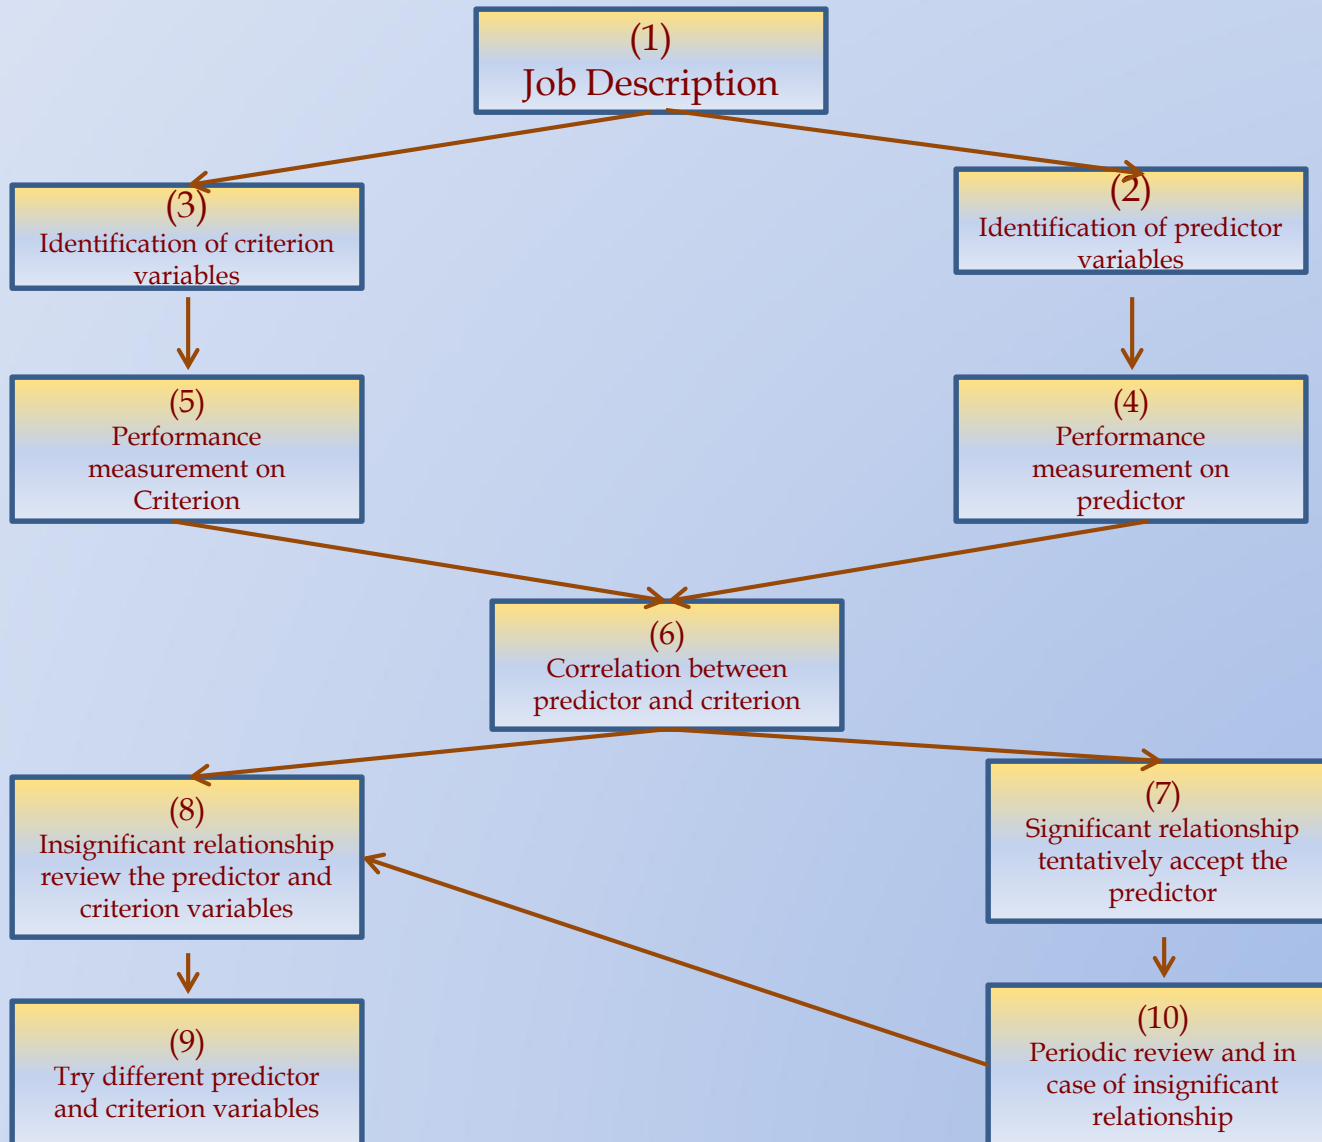 (1)
Job Description
(3)
Identification of criterion
variables
(2)
Identification of predictor
variables
(5)
Performance
measurement on
Criterion
(4)
Performance
measurement on
predictor
(6)
Correlation between
predictor and criterion
(8)
Insignificant relationship
review the predictor and
criterion variables
(7)
Significant relationship
tentatively accept the
predictor
(9)
Try different predictor
and criterion variables
(10)
Periodic review and in
case of insignificant
relationship